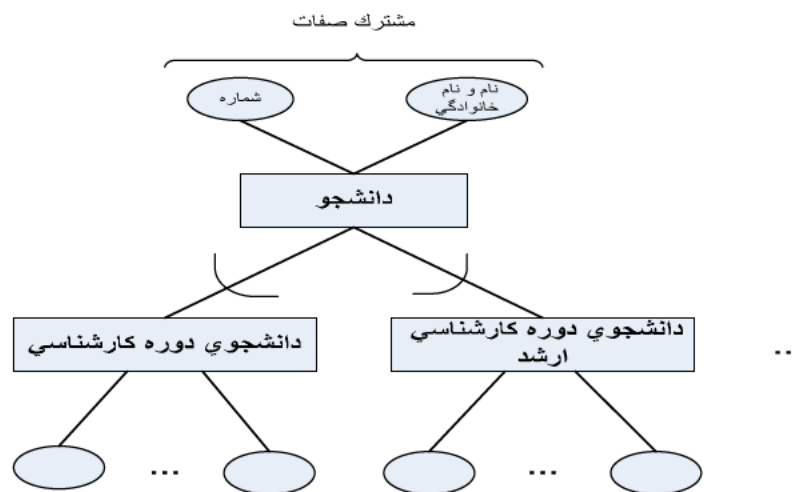 مشترك صفات
نام و نام
خانوادگي
شماره
دانشجو
دانشجوي دوره كارشناسي
ارشد
دانشجوي دوره كارشناسي
...
...
...